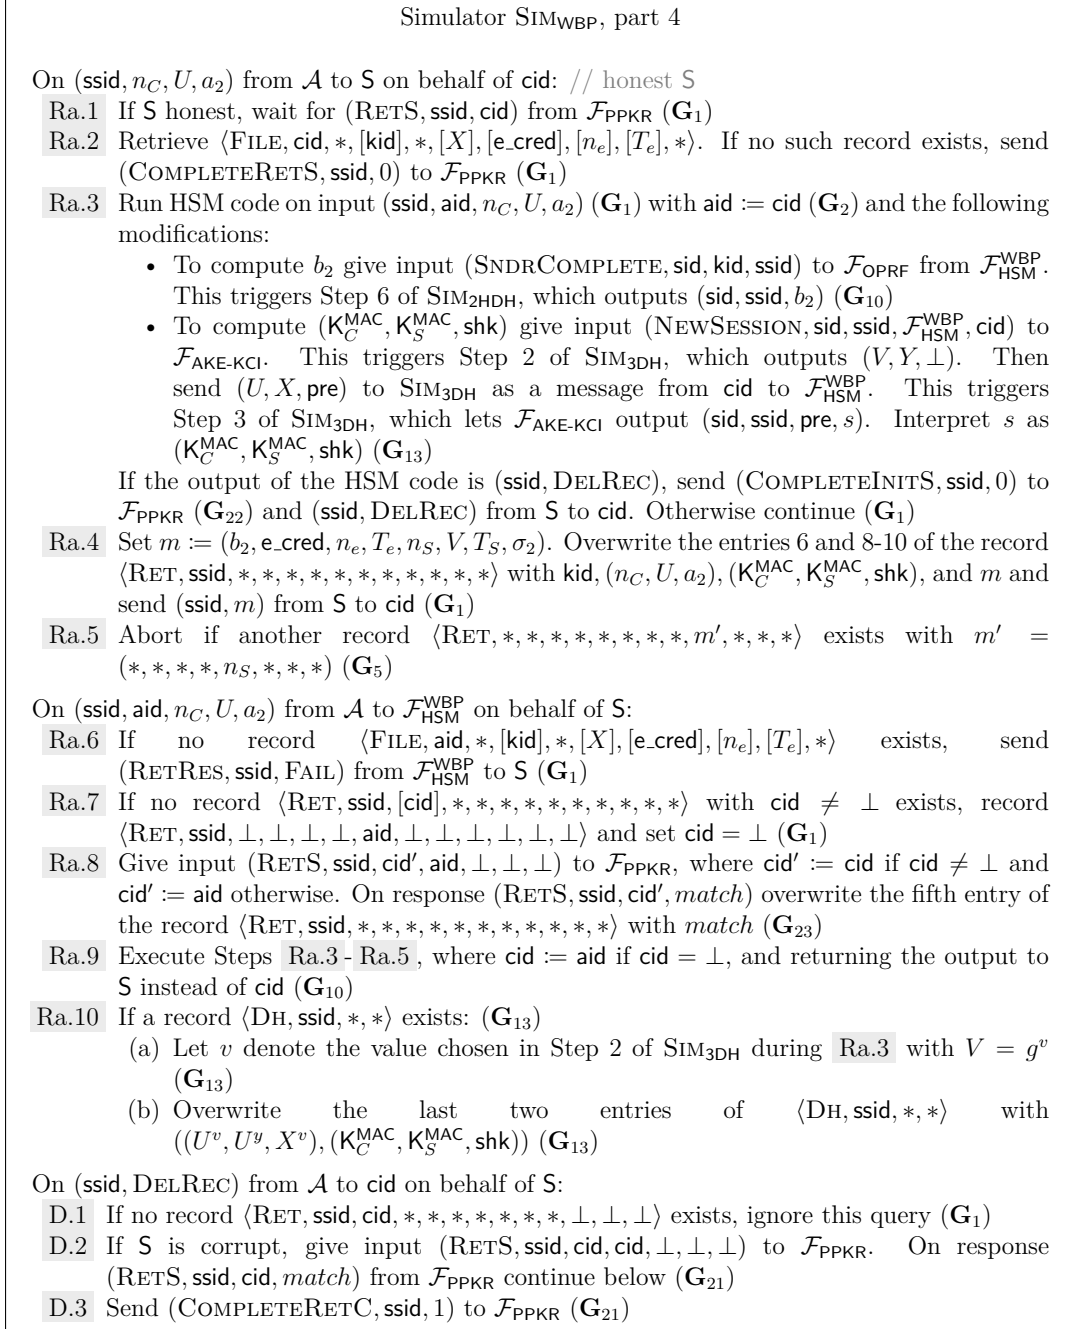 Simulator SIM_WBP, part 4
On (ssid, n_C, U, a_2) from 𝒜 to S on behalf of cid: // honest S
Ra.1 If S honest, wait for (RETS, ssid, cid) from ℱ_PPKR (G_1)
Ra.2 Retrieve ⟨FILE, cid, *, [kid], *, [X], [e_cred], [n_e], [T_e], *⟩. If no such record exists, send
(COMPLETERETS, ssid, 0) to ℱ_PPKR (G_1)
Ra.3 Run HSM code on input (ssid, aid, n_C, U, a_2) (G_1) with aid := cid (G_2) and the following
modifications:
• To compute b_2 give input (SNDRCOMPLETE, sid, kid, ssid) to ℱ_OPRF from ℱ_HSM^WBP.
This triggers Step 6 of SIM_2HDH, which outputs (sid, ssid, b_2) (G_10)
• To compute (K_C^MAC, K_S^MAC, shk) give input (NEWSESSION, sid, ssid, ℱ_HSM^WBP, cid) to
ℱ_AKE-KCI. This triggers Step 2 of SIM_3DH, which outputs (V, Y, ⊥). Then
send (U, X, pre) to SIM_3DH as a message from cid to ℱ_HSM^WBP. This triggers
Step 3 of SIM_3DH, which lets ℱ_AKE-KCI output (sid, ssid, pre, s). Interpret s as
(K_C^MAC, K_S^MAC, shk) (G_13)
If the output of the HSM code is (ssid, DELREC), send (COMPLETEINITS, ssid, 0) to
ℱ_PPKR (G_22) and (ssid, DELREC) from S to cid. Otherwise continue (G_1)
Ra.4 Set m := (b_2, e_cred, n_e, T_e, n_S, V, T_S, σ_2). Overwrite the entries 6 and 8-10 of the record
⟨RET, ssid, *, *, *, *, *, *, *, *, *, *, *⟩ with kid, (n_C, U, a_2), (K_C^MAC, K_S^MAC, shk), and m and
send (ssid, m) from S to cid (G_1)
Ra.5 Abort if another record ⟨RET, *, *, *, *, *, *, *, *, m′, *, *, *⟩ exists with m′ =
(*, *, *, *, n_S, *, *, *) (G_5)
On (ssid, aid, n_C, U, a_2) from 𝒜 to ℱ_HSM^WBP on behalf of S:
Ra.6 If no record ⟨FILE, aid, *, [kid], *, [X], [e_cred], [n_e], [T_e], *⟩ exists, send
(RETRES, ssid, FAIL) from ℱ_HSM^WBP to S (G_1)
Ra.7 If no record ⟨RET, ssid, [cid], *, *, *, *, *, *, *, *, *, *⟩ with cid ≠ ⊥ exists, record
⟨RET, ssid, ⊥, ⊥, ⊥, ⊥, aid, ⊥, ⊥, ⊥, ⊥, ⊥, ⊥⟩ and set cid = ⊥ (G_1)
Ra.8 Give input (RETS, ssid, cid′, aid, ⊥, ⊥, ⊥) to ℱ_PPKR, where cid′ := cid if cid ≠ ⊥ and
cid′ := aid otherwise. On response (RETS, ssid, cid′, match) overwrite the fifth entry of
the record ⟨RET, ssid, *, *, *, *, *, *, *, *, *, *, *⟩ with match (G_23)
Ra.9 Execute Steps Ra.3 - Ra.5 , where cid := aid if cid = ⊥, and returning the output to
S instead of cid (G_10)
Ra.10 If a record ⟨DH, ssid, *, *⟩ exists: (G_13)
(a) Let v denote the value chosen in Step 2 of SIM_3DH during Ra.3 with V = g^v
(G_13)
(b) Overwrite the last two entries of ⟨DH, ssid, *, *⟩ with
((U^v, U^y, X^v), (K_C^MAC, K_S^MAC, shk)) (G_13)
On (ssid, DELREC) from 𝒜 to cid on behalf of S:
D.1 If no record ⟨RET, ssid, cid, *, *, *, *, *, *, *, ⊥, ⊥, ⊥⟩ exists, ignore this query (G_1)
D.2 If S is corrupt, give input (RETS, ssid, cid, cid, ⊥, ⊥, ⊥) to ℱ_PPKR. On response
(RETS, ssid, cid, match) from ℱ_PPKR continue below (G_21)
D.3 Send (COMPLETERETC, ssid, 1) to ℱ_PPKR (G_21)